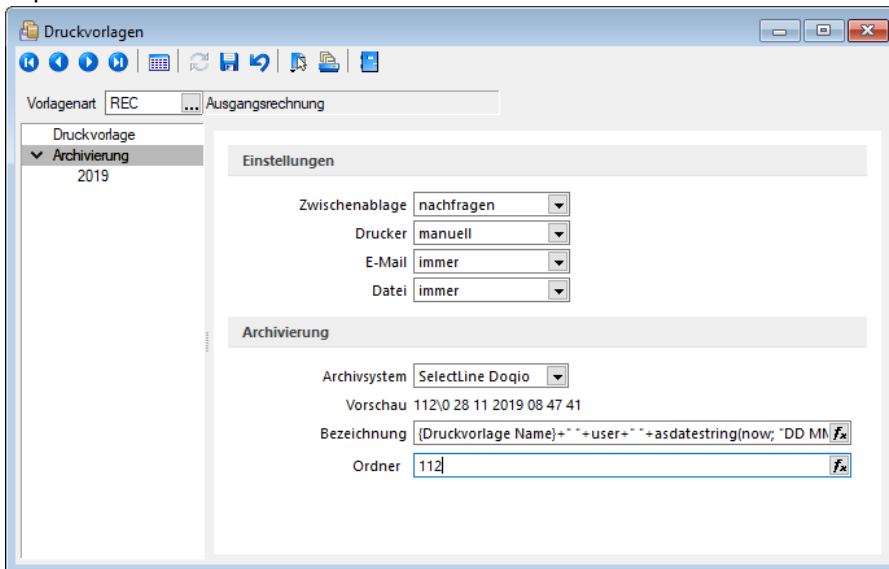 Druckvorlagen
Vorlagenart REC ... Ausgangsrechnung
Druckvorlage
Archivierung
2019
Einstellungen
Zwischenablage nachfragen
Drucker manuell
E-Mail immer
Datei immer
Archivierung
Archivsystem SelectLine Doqio
Vorschau 112\0 28 11 2019 08 47 41
Bezeichnung {Druckvorlage Name}+" "+user+" "+asdatestring(now; "DD MM fx
Ordner 112 fx